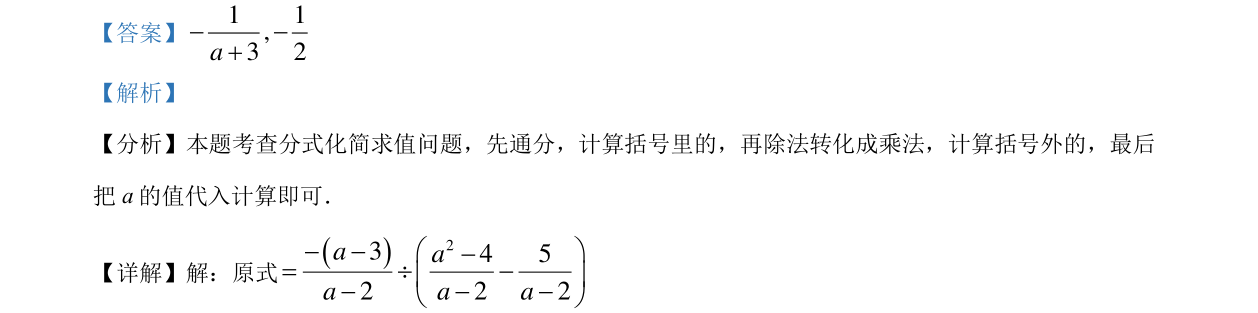 【答案】$-\frac{1}{a+3},-\frac{1}{2}$
【解析】
【分析】本题考查分式化简求值问题，先通分，计算括号里的，再除法转化成乘法，计算括号外的，最后
把 a 的值代入计算即可．
【详解】解：原式$=\frac{-(a-3)}{a-2}\div\left(\frac{a^2-4}{a-2}-\frac{5}{a-2}\right)$